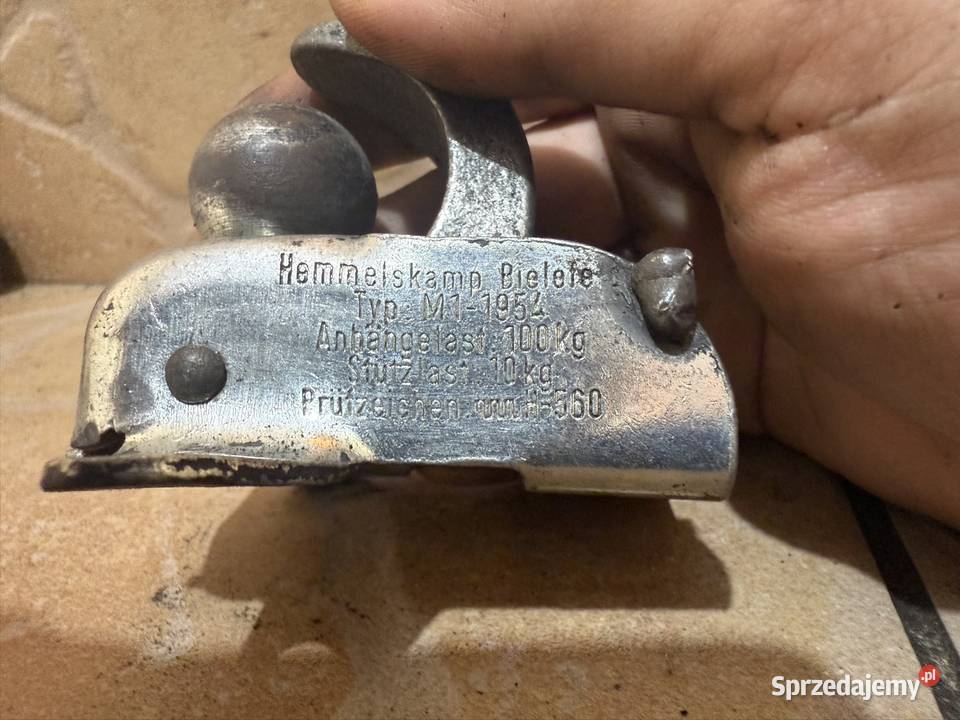 Hemmelskamp Bielefe
Typ: M1-1954
Anhängelast 100kg
Stützlast 10kg
Prüfzeichen H-560
Sprzedajemy.pl